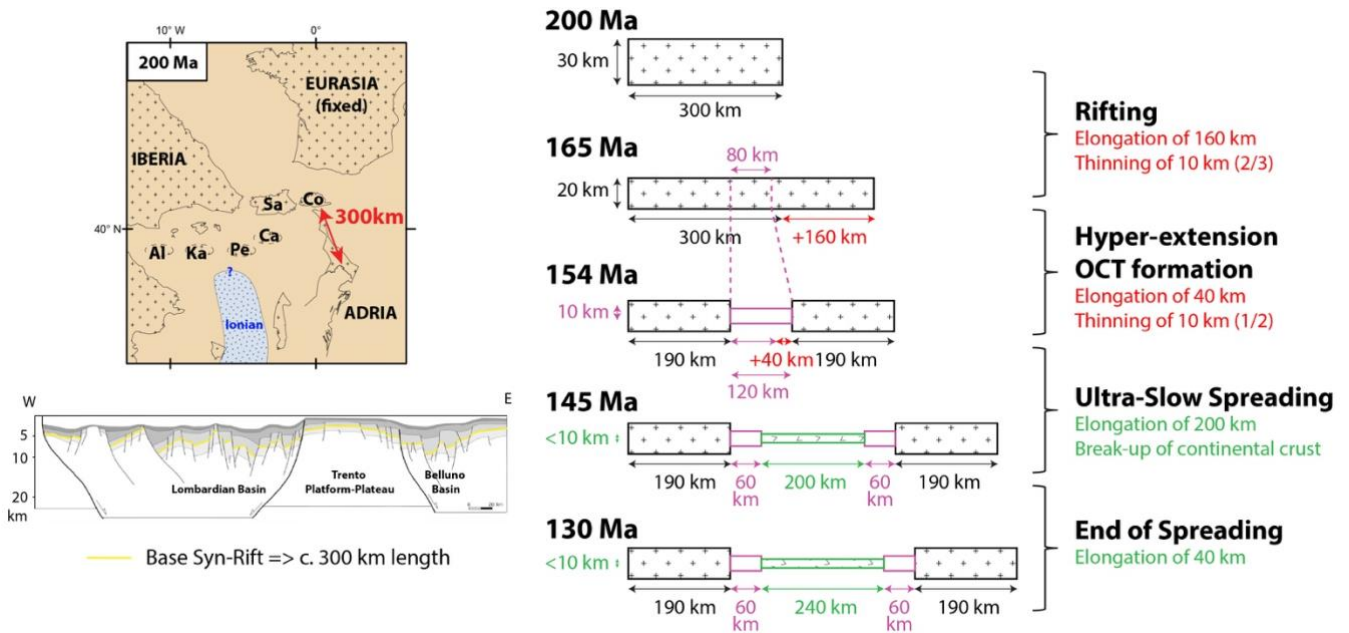 10° W
0°
200 Ma
EURASIA
(fixed)
IBERIA
Sa
Co
300km
40° N
Ca
Al
Ka
Pe
?
Ionian
ADRIA
W
E
5
10
20
km
Lombardian Basin
Trento
Platform-Plateau
Belluno
Basin
Base Syn-Rift => c. 300 km length
200 Ma
30 km
300 km
165 Ma
80 km
20 km
300 km
+160 km
154 Ma
10 km
190 km
+40 km
190 km
120 km
145 Ma
<10 km
190 km
60
km
200 km
60
km
190 km
130 Ma
<10 km
190 km
60
km
240 km
60
km
190 km
Rifting
Elongation of 160 km
Thinning of 10 km (2/3)
Hyper-extension
OCT formation
Elongation of 40 km
Thinning of 10 km (1/2)
Ultra-Slow Spreading
Elongation of 200 km
Break-up of continental crust
End of Spreading
Elongation of 40 km